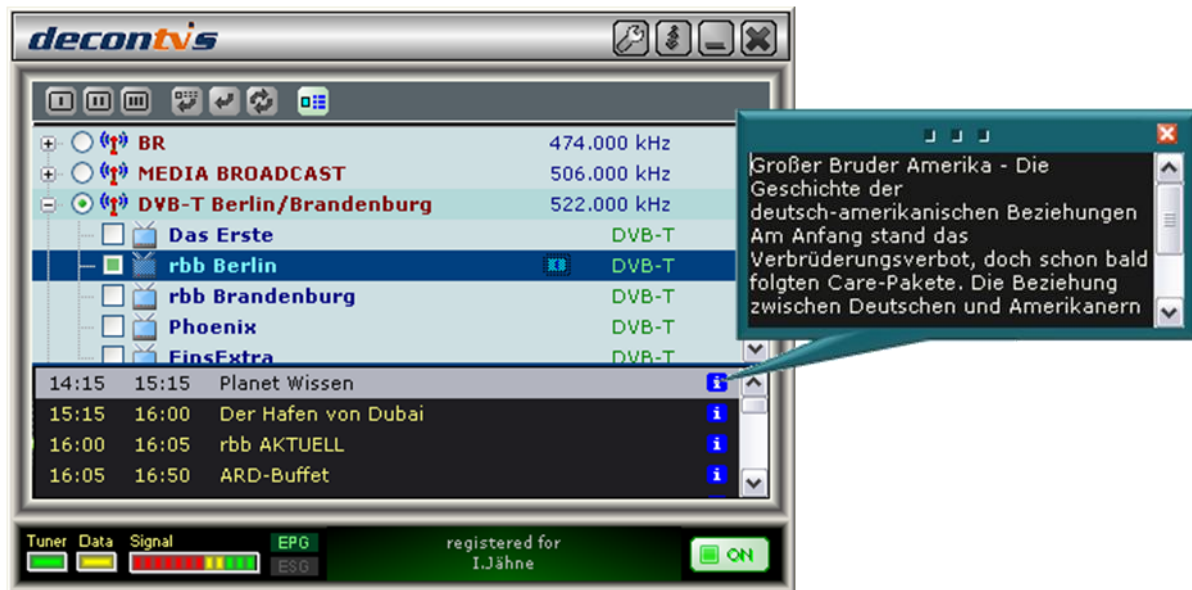 decontv's
I II III
BR 474.000 kHz
MEDIA BROADCAST 506.000 kHz
DVB-T Berlin/Brandenburg 522.000 kHz
Das Erste DVB-T
rbb Berlin DVB-T
rbb Brandenburg DVB-T
Phoenix DVB-T
EinsExtra DVB-T
14:15 15:15 Planet Wissen i
15:15 16:00 Der Hafen von Dubai i
16:00 16:05 rbb AKTUELL i
16:05 16:50 ARD-Buffet i
Großer Bruder Amerika - Die
Geschichte der
deutsch-amerikanischen Beziehungen
Am Anfang stand das
Verbrüderungsverbot, doch schon bald
folgten Care-Pakete. Die Beziehung
zwischen Deutschen und Amerikanern
Tuner Data Signal EPG
ESG
registered for
I.Jähne
ON